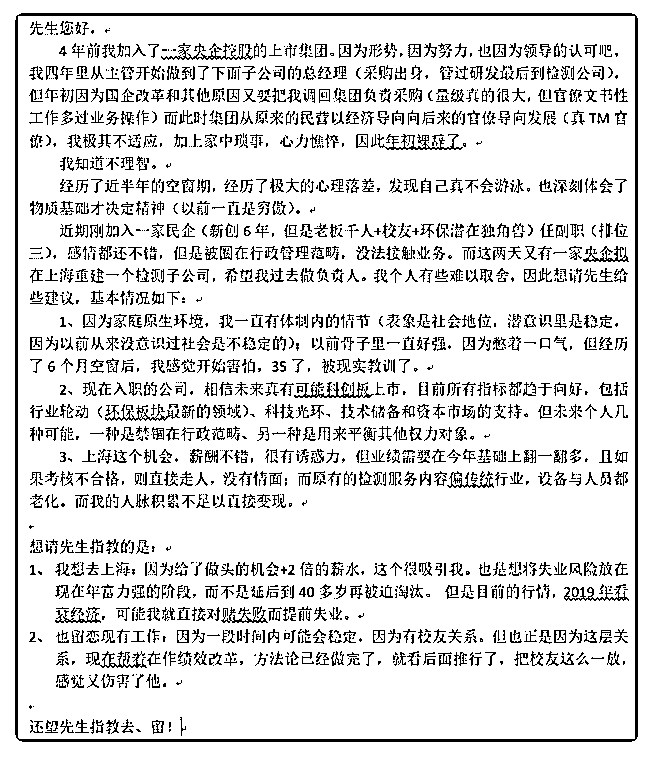 先生您好。
4年前我加入了一家央企控股的上市集团。因为形势，因为努力，也因为领导的认可吧，
我四年里从主管开始做到了下面子公司的总经理（采购出身，管过研发最后到检测公司），
但年初因为国企改革和其他原因又要把我调回集团负责采购（量级真的很大，但官僚文书性
工作多过业务操作）而此时集团从原来的民营以经济导向向后来的官僚导向发展（真TM官
僚），我极其不适应，加上家中琐事，心力憔悴，因此年初裸辞了。
我知道不理智。
经历了近半年的空窗期，经历了极大的心理落差，发现自己真不会游泳。也深刻体会了
物质基础才决定精神（以前一直是穷傲）。
近期刚加入一家民企（新创6年，但是老板千人+校友+环保潜在独角兽）任副职（排位
三），感情都还不错，但是被圈在行政管理范畴，没法接触业务。而这两天又有一家央企拟
在上海重建一个检测子公司，希望我过去做负责人。我个人有些难以取舍，因此想请先生给
些建议，基本情况如下：
1、因为家庭原生环境，我一直有体制内的情节（表象是社会地位，潜意识里是稳定，
因为以前从来没意识过社会是不稳定的）；以前骨子里一直好强，因为憋着一口气，但经历
了6个月空窗后，我感觉开始害怕，35了，被现实教训了。
2、现在入职的公司，相信未来真有可能科创板上市，目前所有指标都趋于向好，包括
行业轮动（环保板块最新的领域）、科技光环、技术储备和资本市场的支持。但未来个人几
种可能，一种是禁锢在行政范畴、另一种是用来平衡其他权力对象。
3、上海这个机会，薪酬不错，很有诱惑力，但业绩需要在今年基础上翻一翻多，且如
果考核不合格，则直接走人，没有情面；而原有的检测服务内容偏传统行业，设备与人员都
老化。而我的人脉积累不足以直接变现。
想请先生指教的是：
1、 我想去上海：因为给了做头的机会+2倍的薪水，这个很吸引我。也是想将失业风险放在
现在年富力强的阶段，而不是延后到40多岁再被迫淘汰。 但是目前的行情，2019年看
衰经济，可能我就直接对赌失败而提前失业。
2、 也留恋现有工作：因为一段时间内可能会稳定，因为有校友关系。但也正是因为这层关
系，现在帮着在作绩效改革，方法论已经做完了，就看后面推行了，把校友这么一放，
感觉又伤害了他。
还望先生指教去、留！